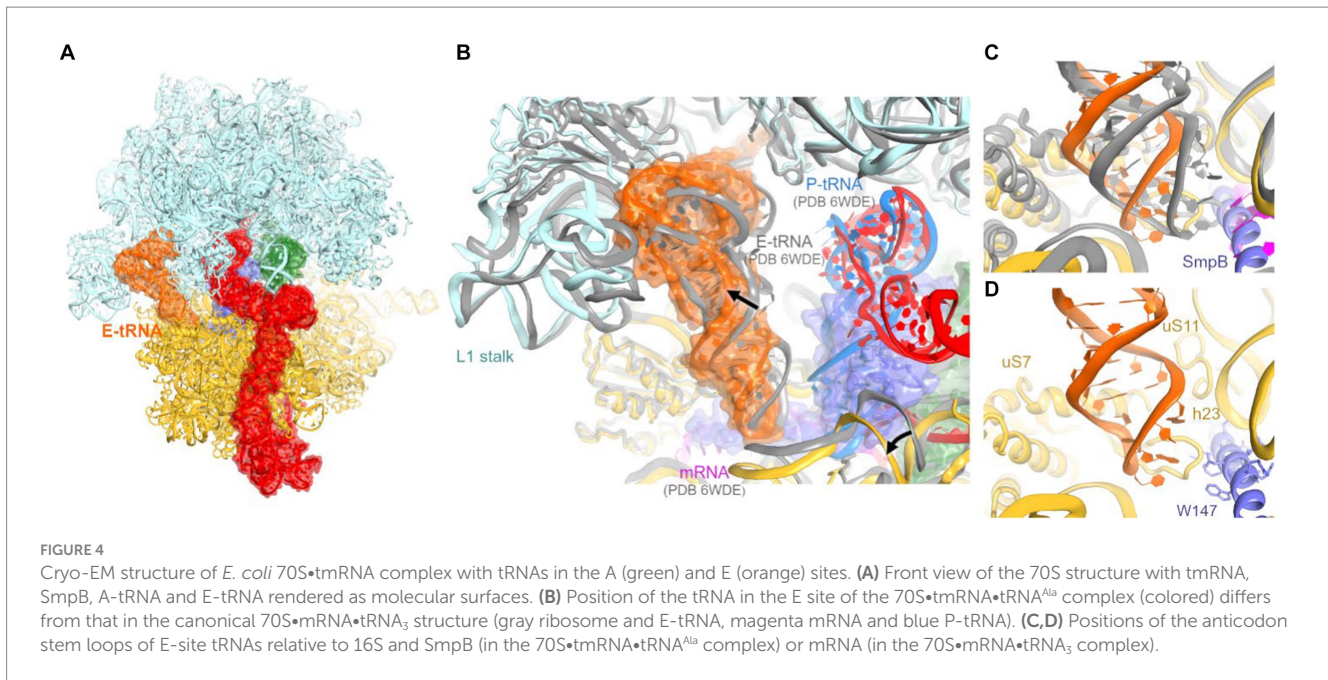 A
E-tRNA
B
P-tRNA
(PDB 6WDE)
E-tRNA
(PDB 6WDE)
L1 stalk
mRNA
(PDB 6WDE)
C
SmpB
D
uS11
uS7
h23
W147
FIGURE 4
Cryo-EM structure of E. coli 70S•tmRNA complex with tRNAs in the A (green) and E (orange) sites. (A) Front view of the 70S structure with tmRNA,
SmpB, A-tRNA and E-tRNA rendered as molecular surfaces. (B) Position of the tRNA in the E site of the 70S•tmRNA•tRNAᴬˡᵃ complex (colored) differs
from that in the canonical 70S•mRNA•tRNA₃ structure (gray ribosome and E-tRNA, magenta mRNA and blue P-tRNA). (C,D) Positions of the anticodon
stem loops of E-site tRNAs relative to 16S and SmpB (in the 70S•tmRNA•tRNAᴬˡᵃ complex) or mRNA (in the 70S•mRNA•tRNA₃ complex).